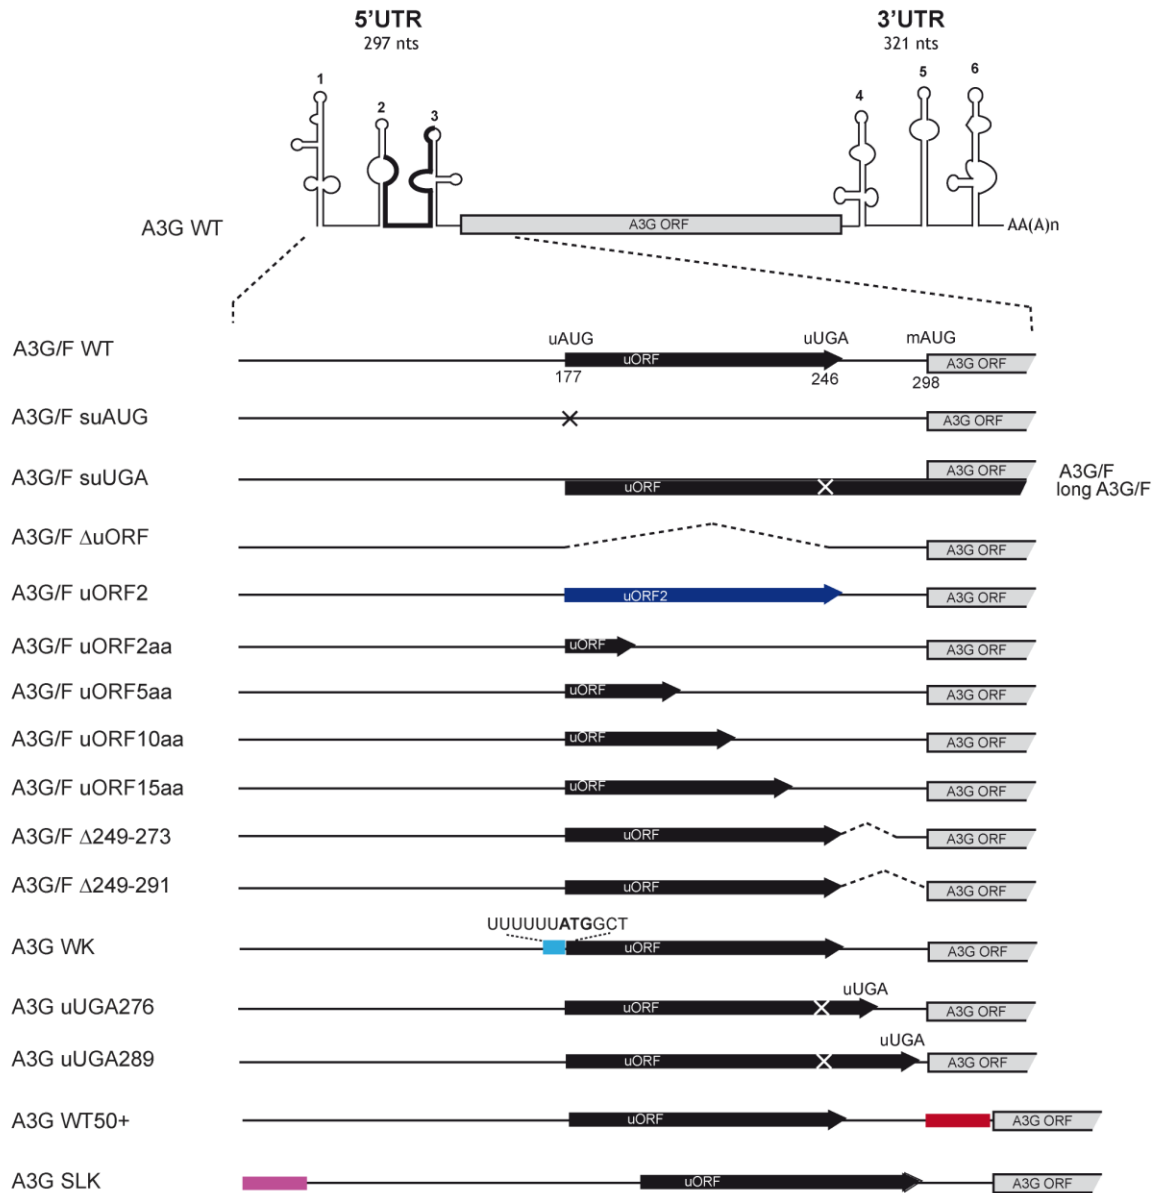 5'UTR
297 nts
3'UTR
321 nts
1
2
3
4
5
6
A3G WT
A3G ORF
AA(A)n
A3G/F WT
uAUG
uORF
177
uUGA
246
mAUG
298
A3G ORF
A3G/F suAUG
A3G ORF
A3G/F suUGA
uORF
A3G ORF
A3G/F
long A3G/F
A3G/F ΔuORF
A3G ORF
A3G/F uORF2
uORF2
A3G ORF
A3G/F uORF2aa
uORF
A3G ORF
A3G/F uORF5aa
uORF
A3G ORF
A3G/F uORF10aa
uORF
A3G ORF
A3G/F uORF15aa
uORF
A3G ORF
A3G/F Δ249-273
uORF
A3G ORF
A3G/F Δ249-291
uORF
A3G ORF
UUUUUUATGGCT
A3G WK
uORF
A3G ORF
A3G uUGA276
uORF
uUGA
A3G ORF
A3G uUGA289
uORF
uUGA
A3G ORF
A3G WT50+
uORF
A3G ORF
A3G SLK
uORF
A3G ORF